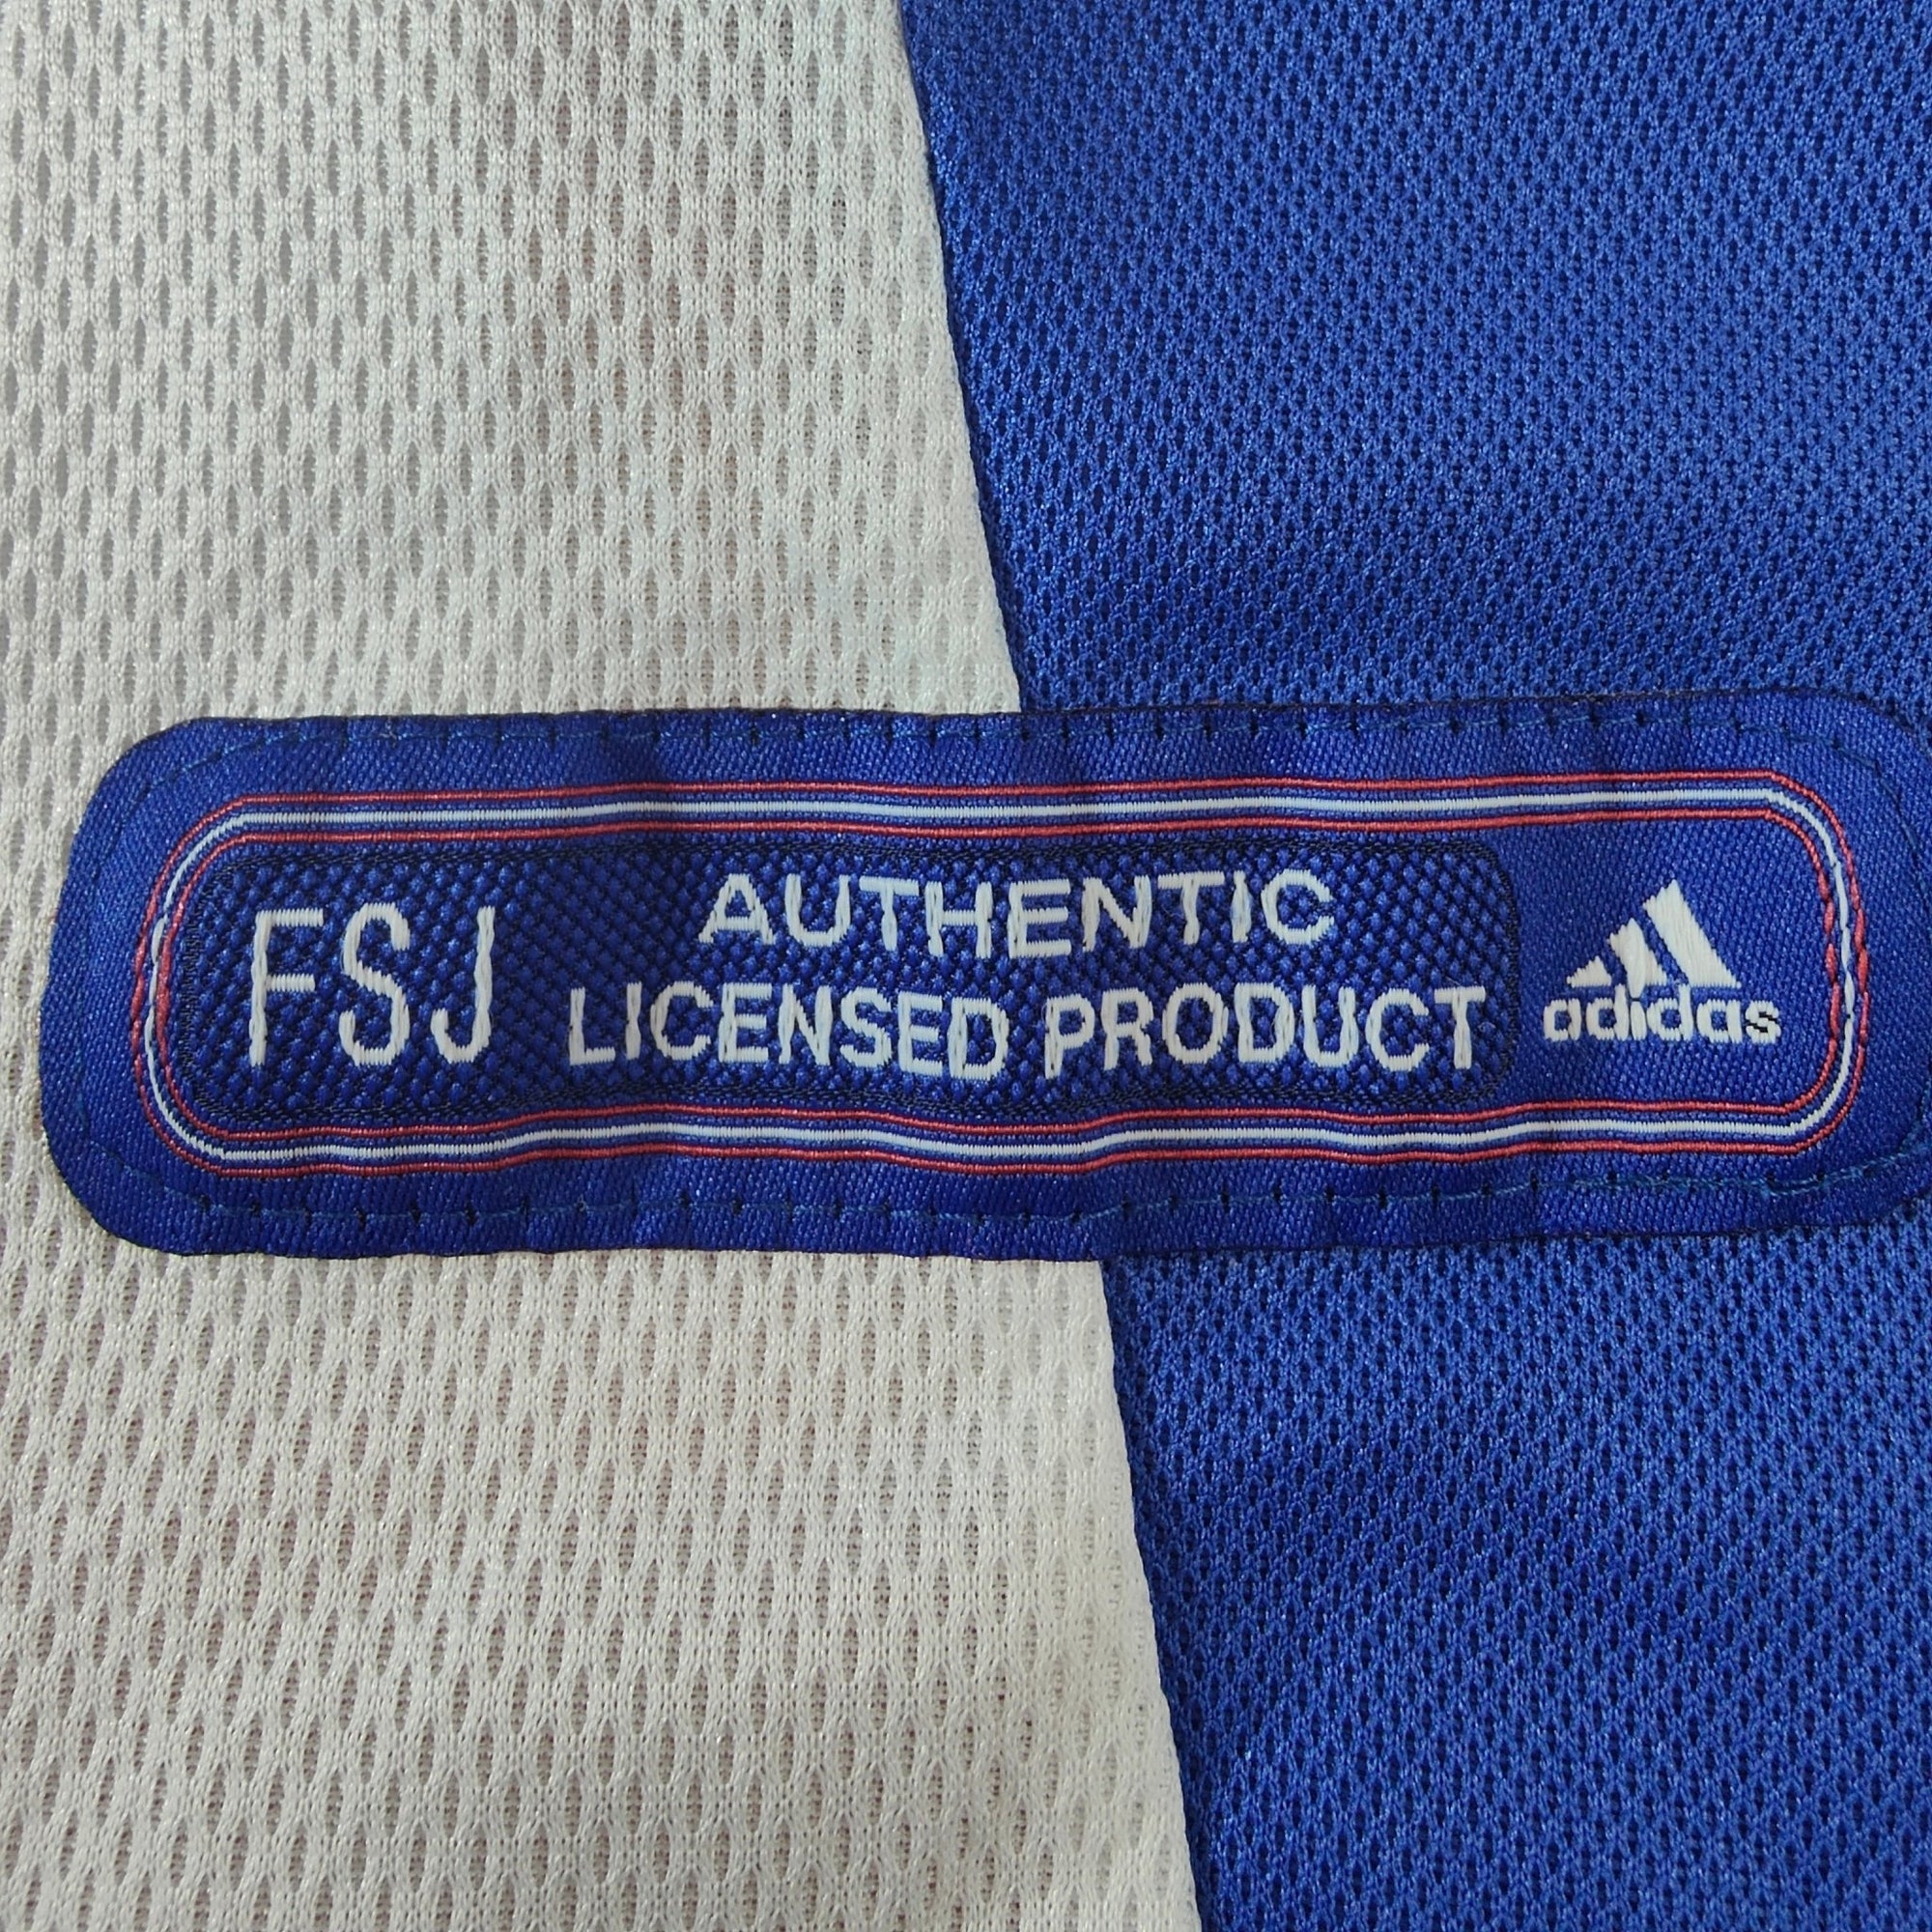 FSJ
AUTHENTIC
LICENSED PRODUCT
adidas